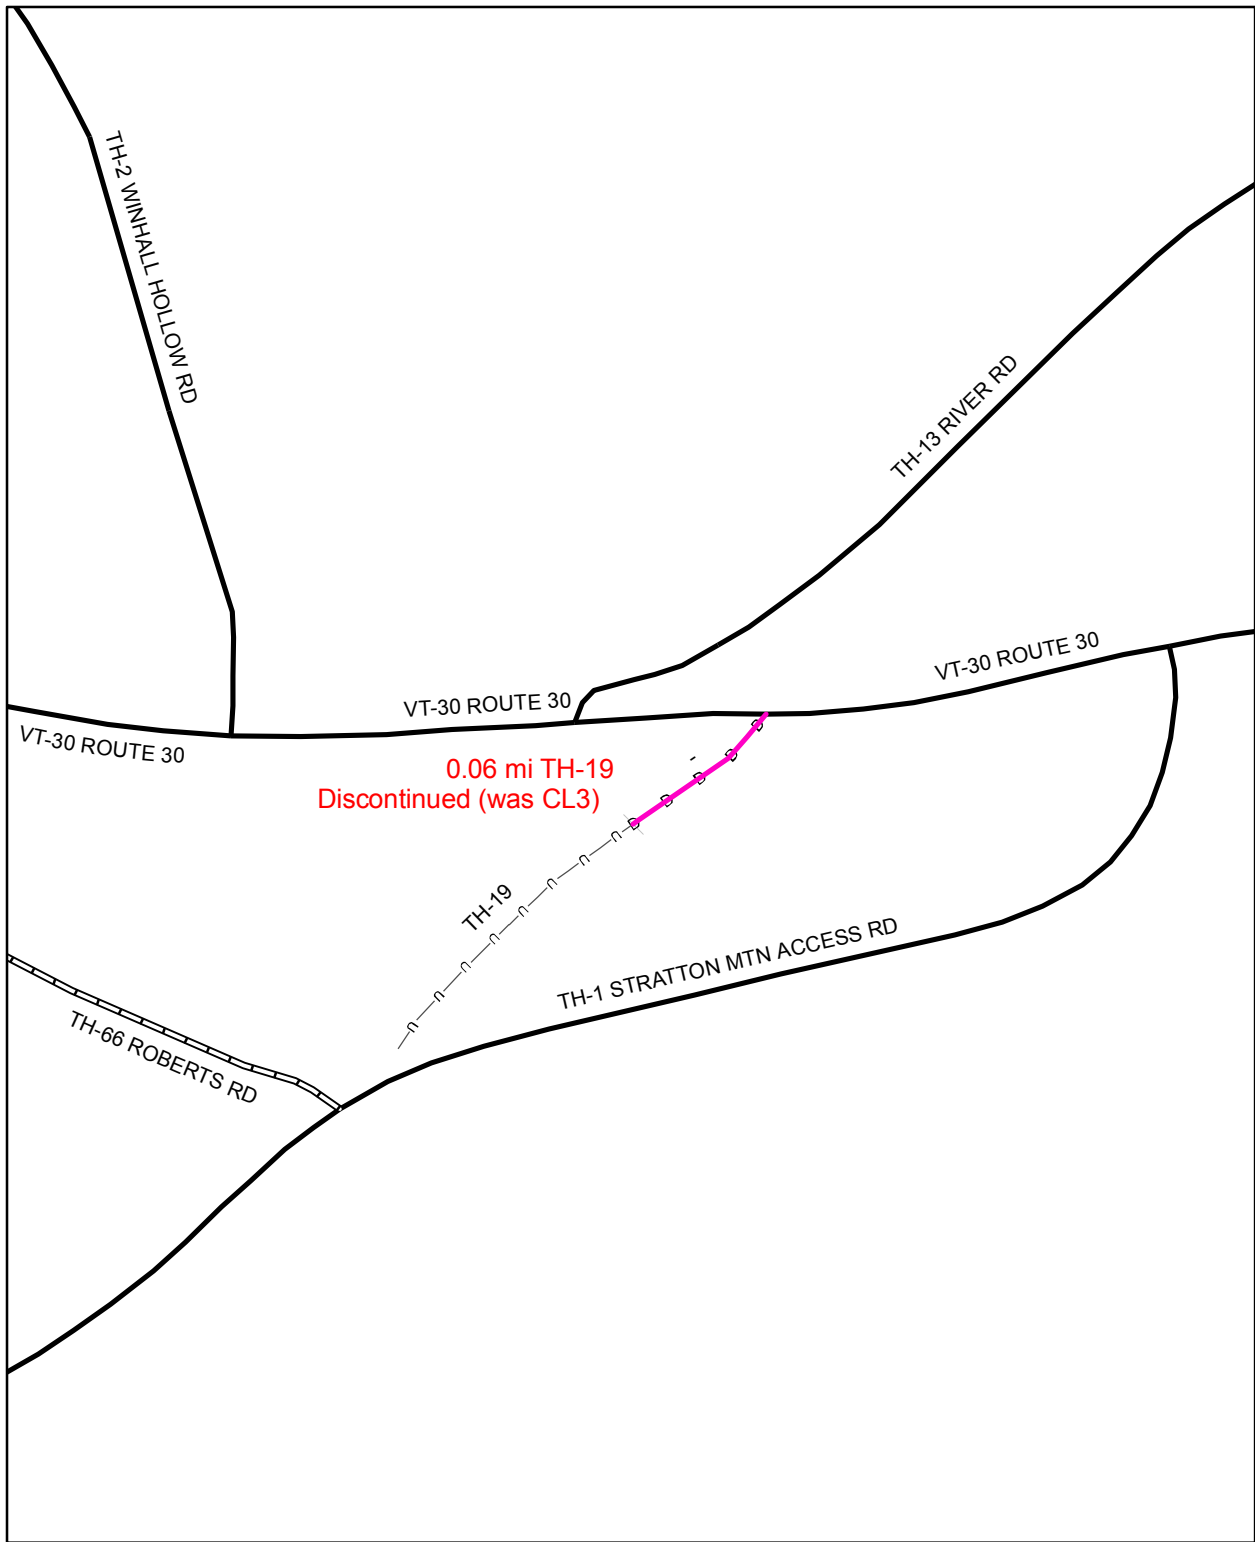 TH-2 WINHALL HOLLOW RD
TH-13 RIVER RD
VT-30 ROUTE 30
VT-30 ROUTE 30
VT-30 ROUTE 30
0.06 mi TH-19
Discontinued (was CL3)
-
D
D
D
D
D
TH-19
TH-1 STRATTON MTN ACCESS RD
TH-66 ROBERTS RD